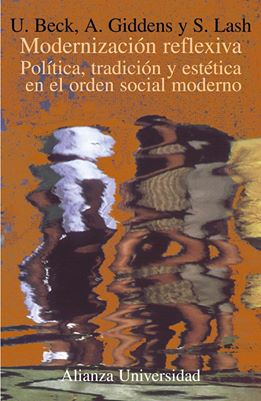 U. Beck, A. Giddens y S. Lash
Modernización reflexiva
Política, tradición y estética
en el orden social moderno
Alianza Universidad